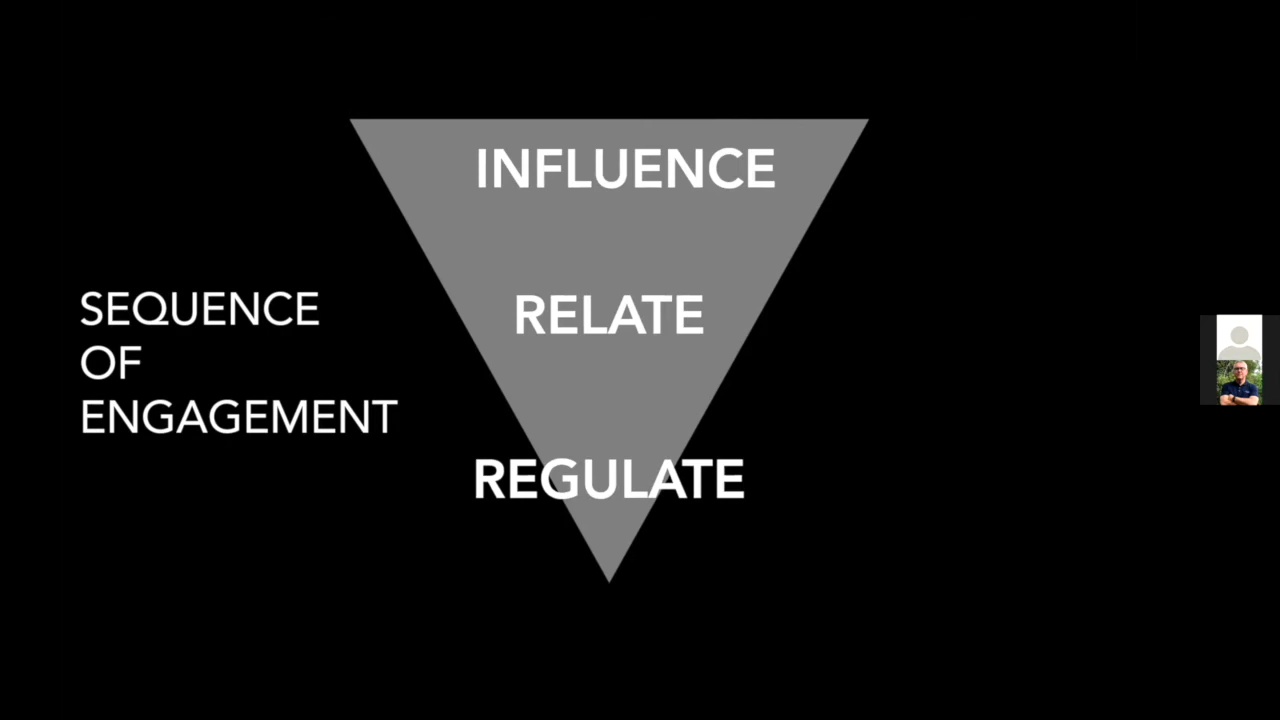 INFLUENCE
RELATE
SEQUENCE
OF
ENGAGEMENT
REGULATE